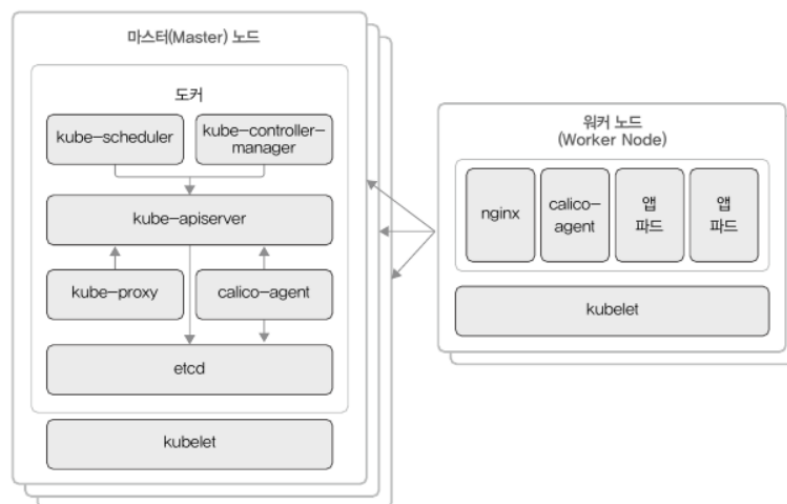 마스터(Master) 노드
도커
kube-scheduler
kube-controller-
manager
kube-apiserver
kube-proxy
calico-agent
etcd
kubelet
워커 노드
(Worker Node)
nginx
calico-
agent
앱
파드
앱
파드
kubelet